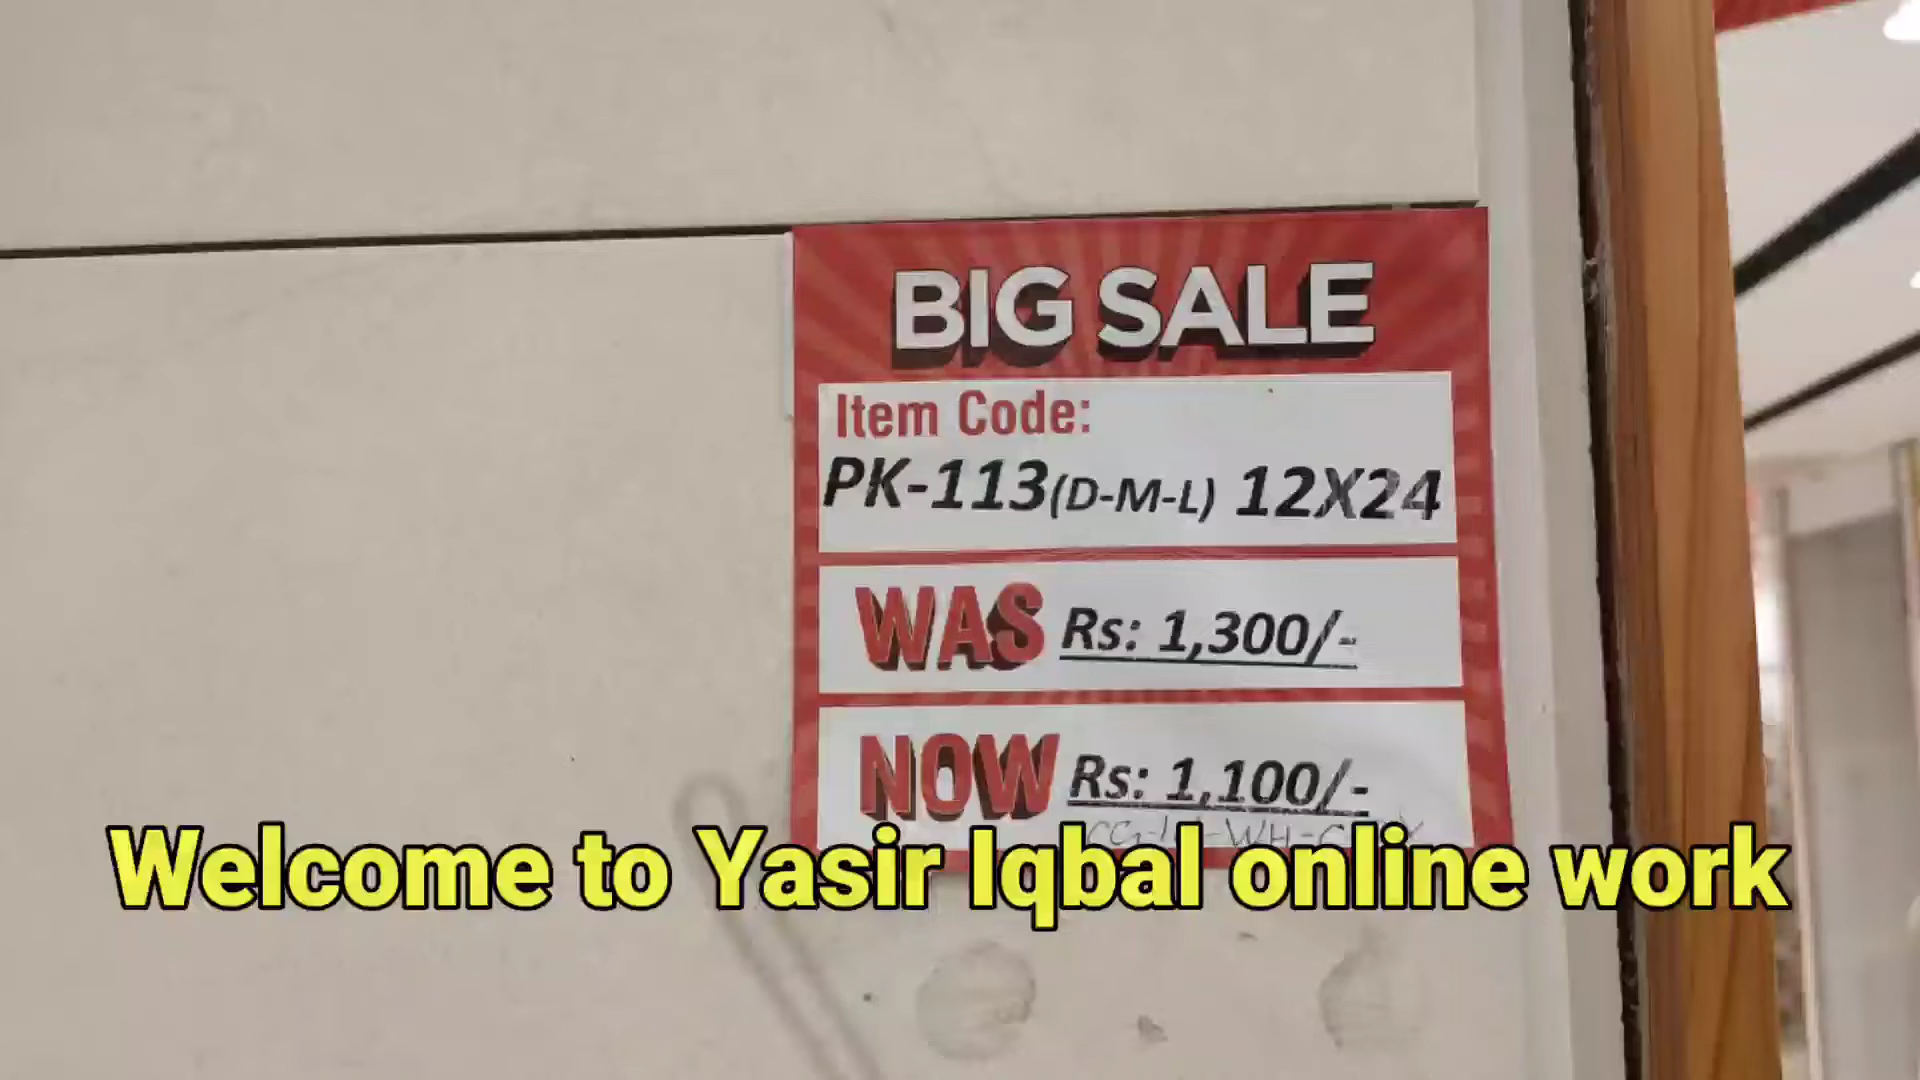 BIG SALE
Item Code:
PK-113(D-M-L) 12X24
WAS Rs: 1,300/-
NOW Rs: 1,100/-
Welcome to Yasir Iqbal online work